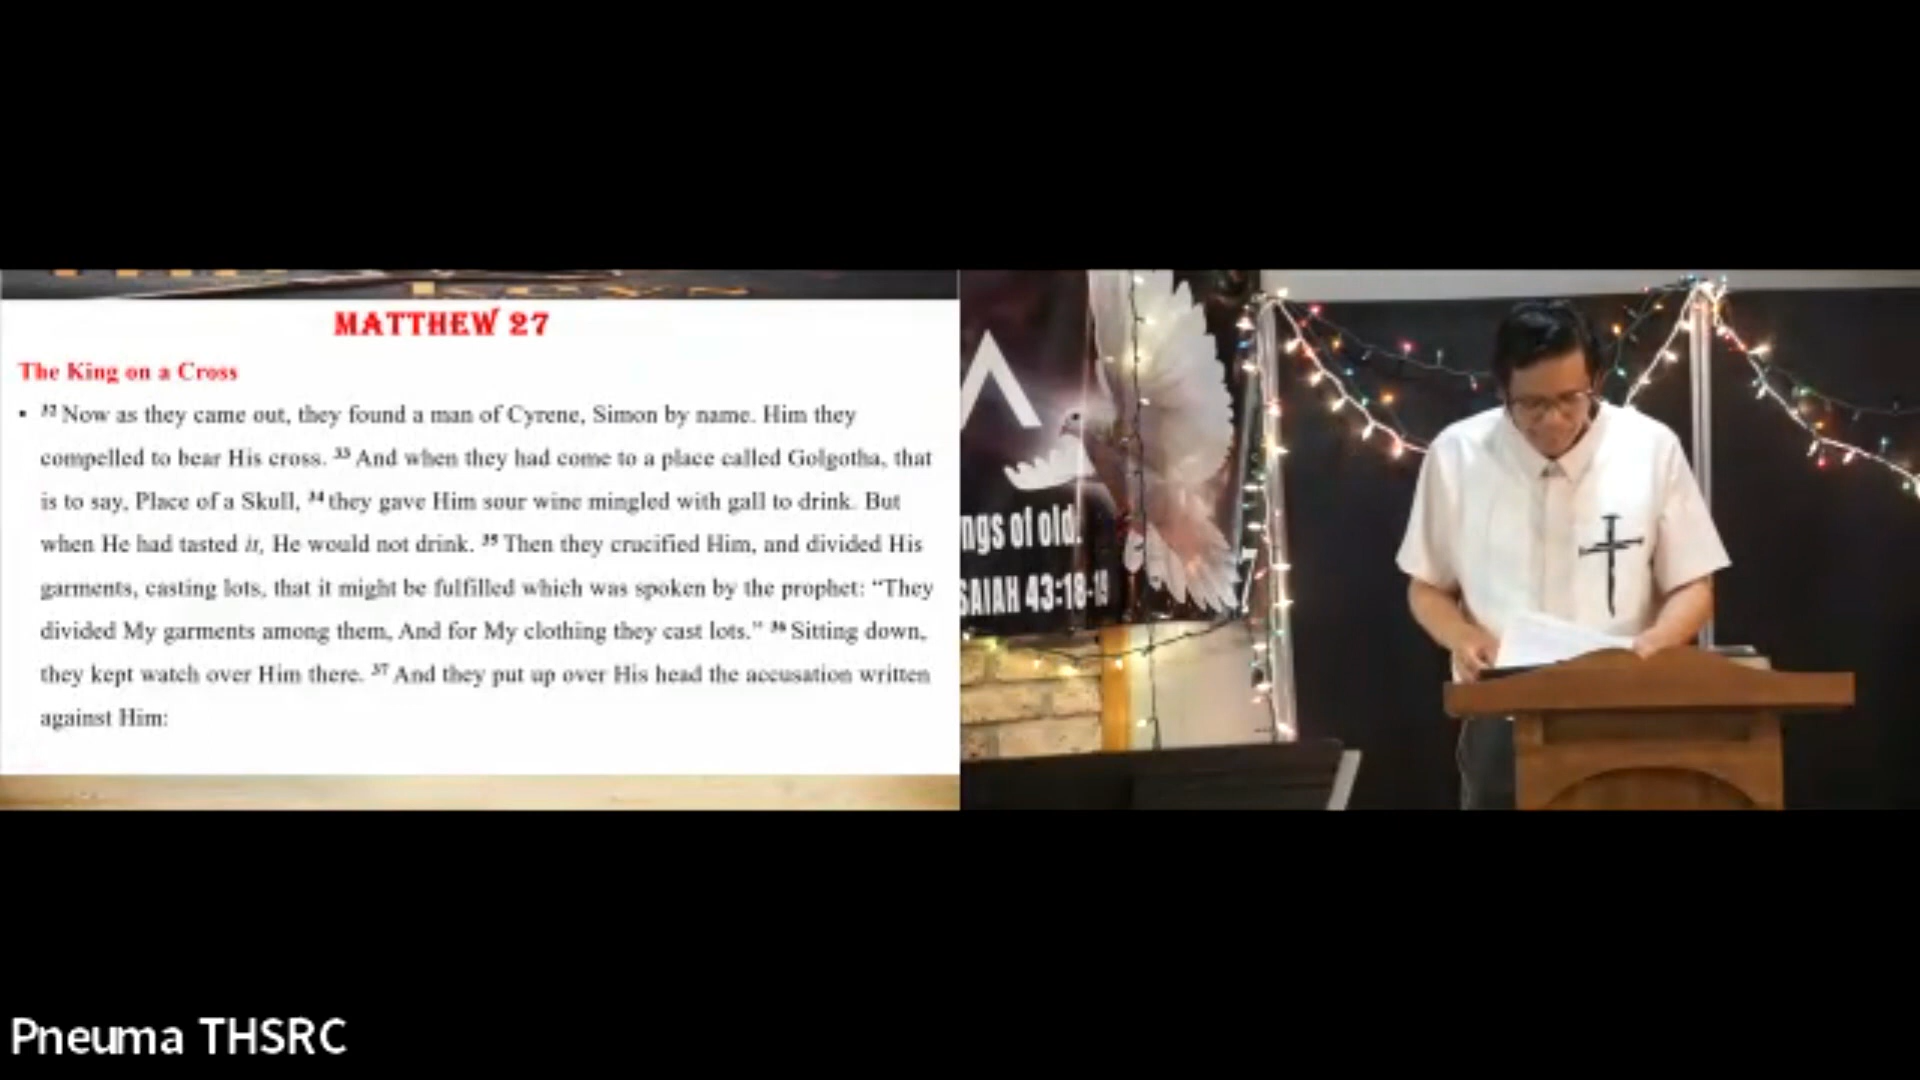 MATTHEW 27
The King on a Cross
• 32 Now as they came out, they found a man of Cyrene, Simon by name. Him they
compelled to bear His cross. 33 And when they had come to a place called Golgotha, that
is to say, Place of a Skull, 34 they gave Him sour wine mingled with gall to drink. But
when He had tasted it, He would not drink. 35 Then they crucified Him, and divided His
garments, casting lots, that it might be fulfilled which was spoken by the prophet: “They
divided My garments among them, And for My clothing they cast lots.” 36 Sitting down,
they kept watch over Him there. 37 And they put up over His head the accusation written
against Him:
ngs of old.
SAIAH 43:18-19
Pneuma THSRC